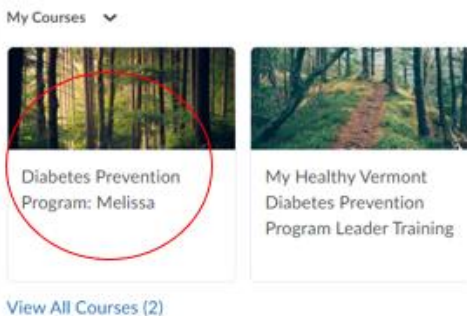 My Courses
Diabetes Prevention
Program: Melissa
My Healthy Vermont
Diabetes Prevention
Program Leader Training
View All Courses (2)